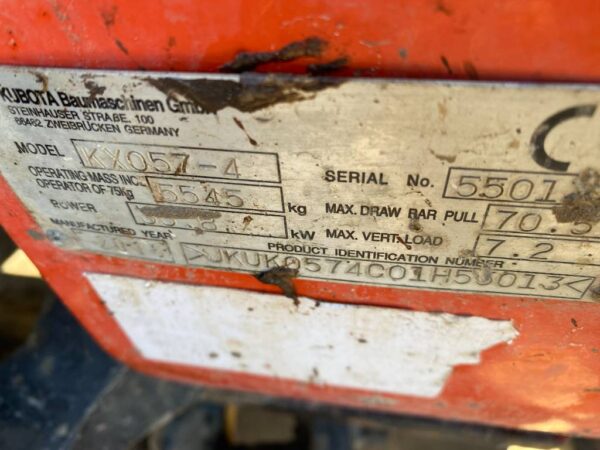 KUBOTA Baumaschinen GmbH
STEINHAUSER STRAßE. 100
66482 ZWEIBRÜCKEN GERMANY
C
MODEL KX057-4
SERIAL No. 5501
OPERATING MASS INC.
OPERATOR OF 75kg 5545 kg
MAX. DRAW BAR PULL 70.5
POWER kW
MAX. VERT. LOAD 7.2
MANUFACTURED YEAR
PRODUCT IDENTIFICATION NUMBER